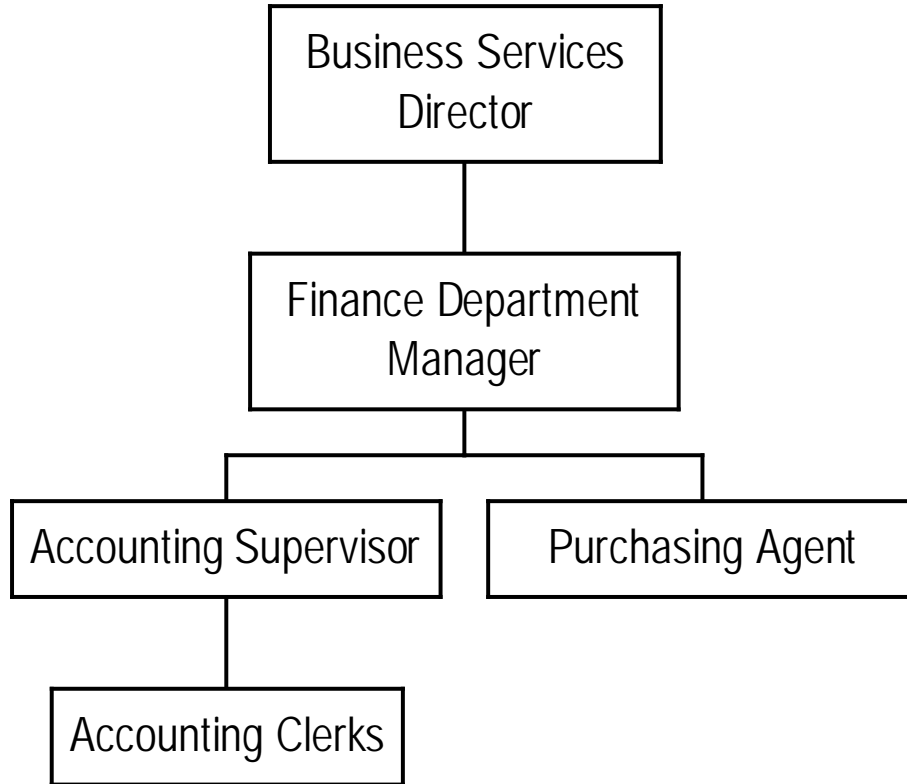 Business Services
Director
Finance Department
Manager
Accounting Supervisor
Purchasing Agent
Accounting Clerks